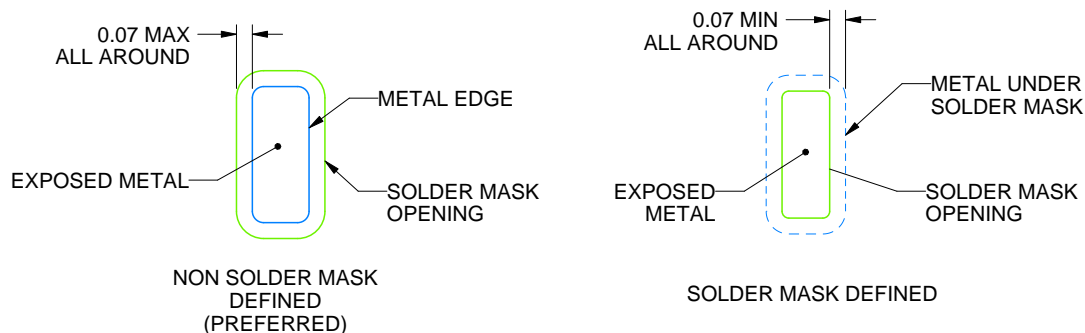 0.07 MAX
ALL AROUND
METAL EDGE
EXPOSED METAL
SOLDER MASK
OPENING
NON SOLDER MASK
DEFINED
(PREFERRED)
0.07 MIN
ALL AROUND
METAL UNDER
SOLDER MASK
EXPOSED
METAL
SOLDER MASK
OPENING
SOLDER MASK DEFINED